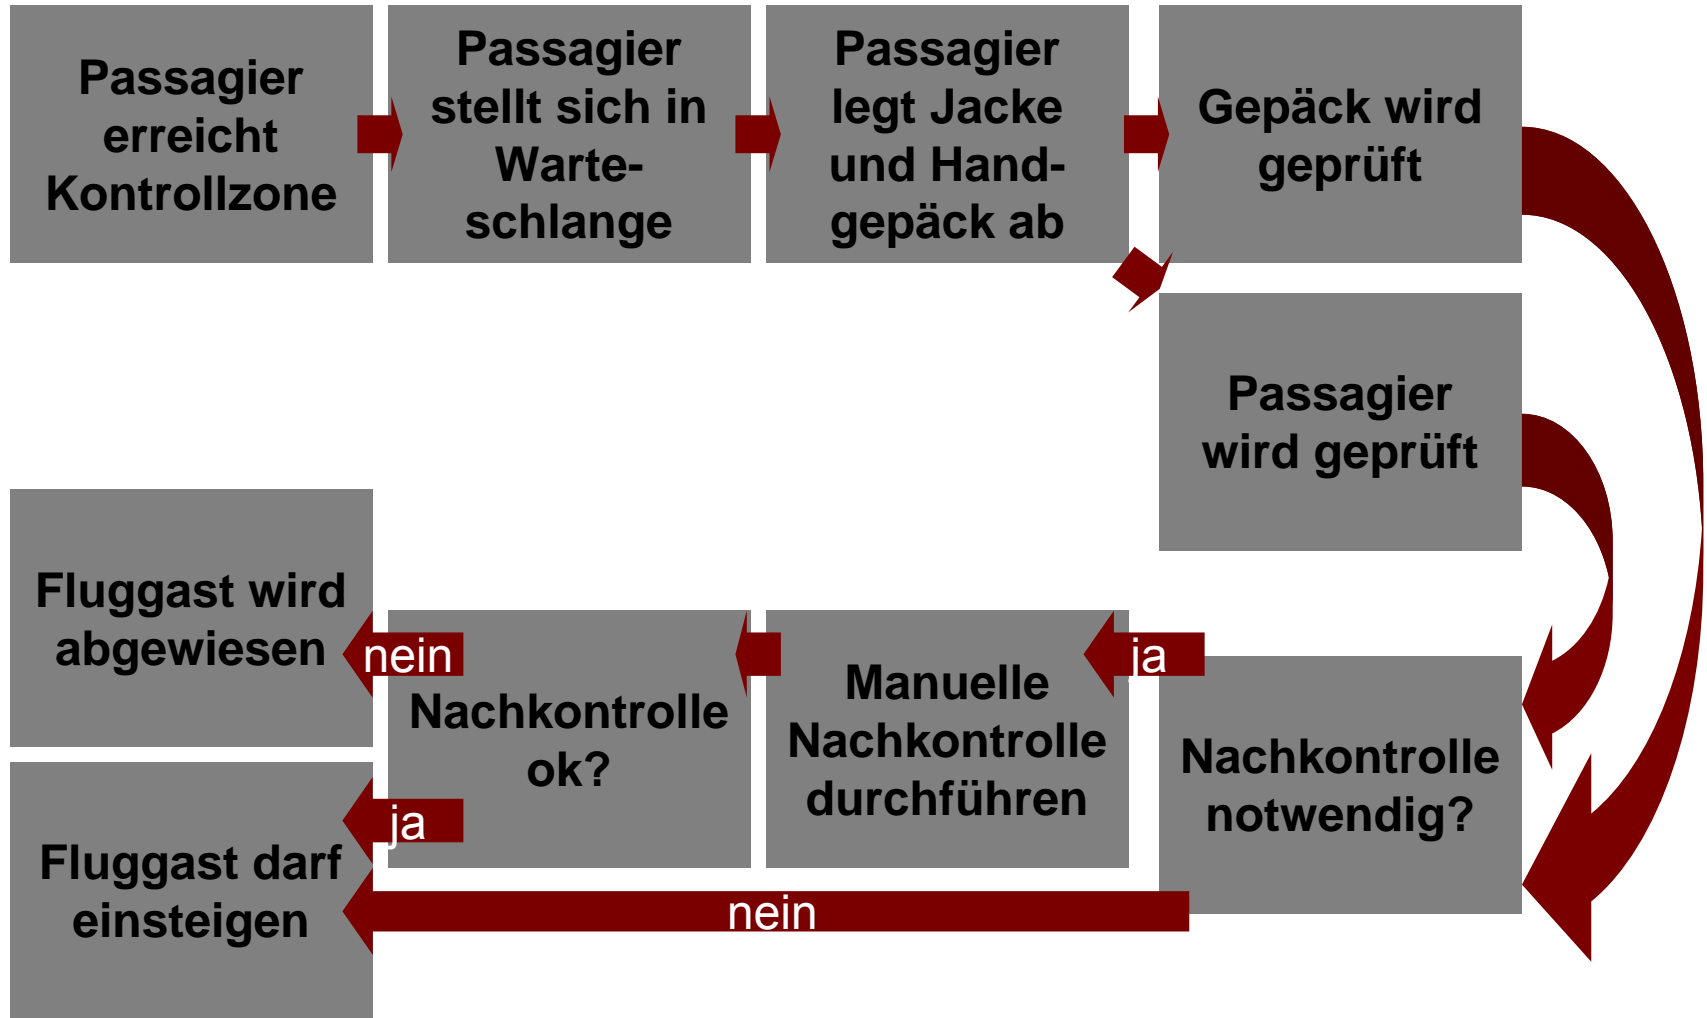 Passagier
erreicht
Kontrollzone
Passagier
stellt sich in
Warte-
schlange
Passagier
legt Jacke
und Hand-
gepäck ab
Gepäck wird
geprüft
Passagier
wird geprüft
Nachkontrolle
notwendig?
ja
Manuelle
Nachkontrolle
durchführen
Nachkontrolle
ok?
nein
Fluggast wird
abgewiesen
ja
Fluggast darf
einsteigen
nein